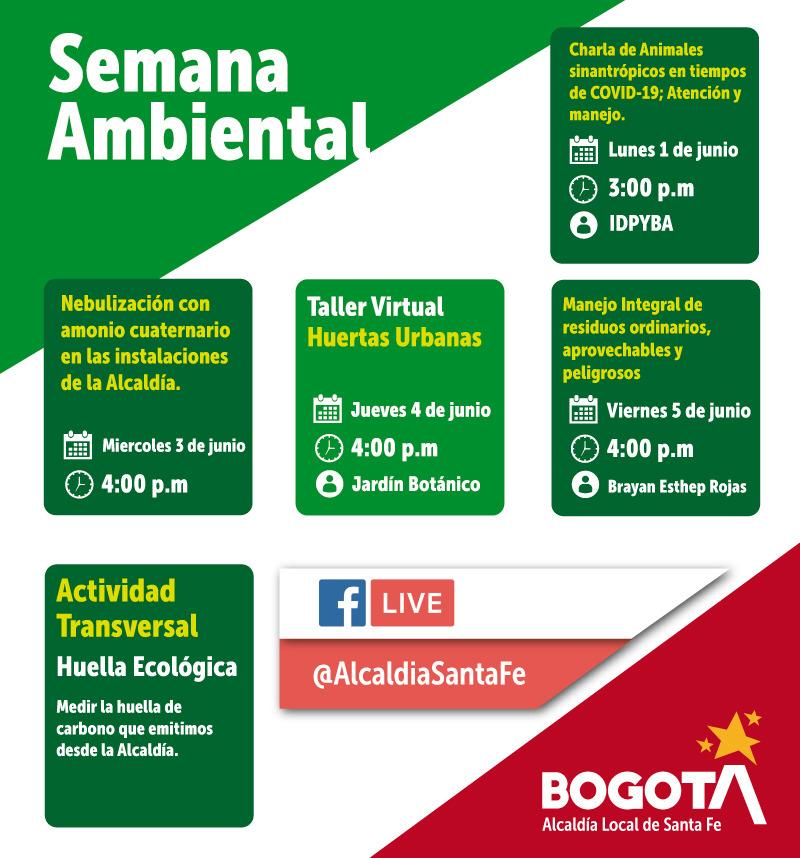 Semana
Ambiental
Charla de Animales
sinantrópicos en tiempos
de COVID-19; Atención y
manejo.
Lunes 1 de junio
3:00 p.m
IDPYBA
Nebulización con
amonio cuaternario
en las instalaciones
de la Alcaldía.
Miercoles 3 de junio
4:00 p.m
Taller Virtual
Huertas Urbanas
Jueves 4 de junio
4:00 p.m
Jardín Botánico
Manejo Integral de
residuos ordinarios,
aprovechables y
peligrosos
Viernes 5 de junio
4:00 p.m
Brayan Esthep Rojas
Actividad
Transversal
Huella Ecológica
Medir la huella de
carbono que emitimos
desde la Alcaldía.
f LIVE
@AlcaldiaSantaFe
BOGOTA
Alcaldía Local de Santa Fe